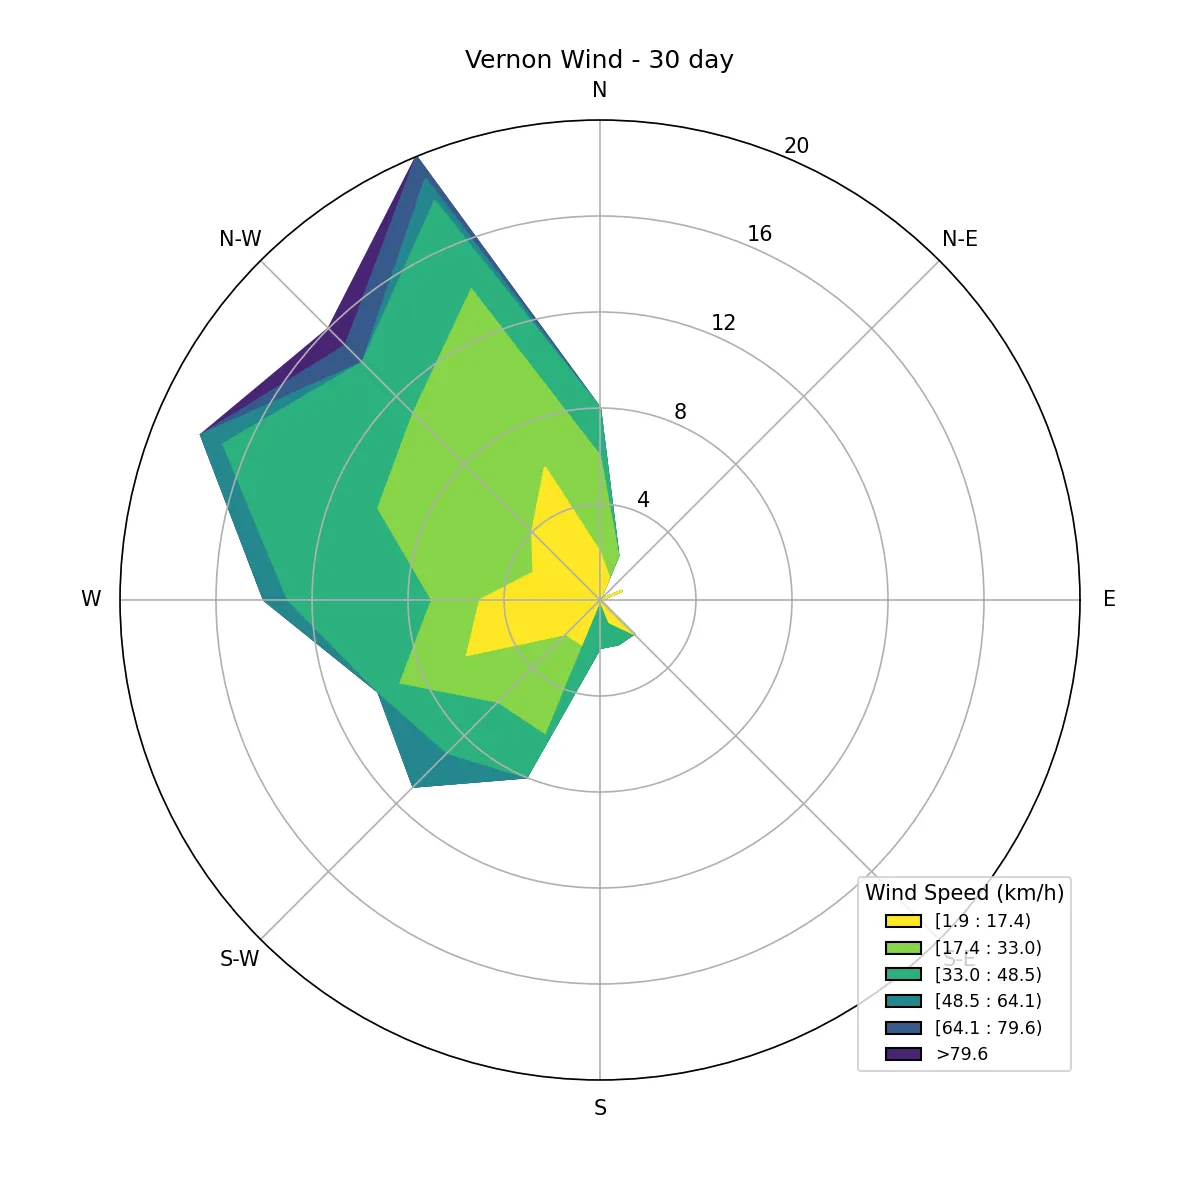 Vernon Wind - 30 day
N
20
N-W
N-E
16
12
8
4
W
E
Wind Speed (km/h)
[1.9 : 17.4)
[17.4 : 33.0)
S-W
S-E
[33.0 : 48.5)
[48.5 : 64.1)
[64.1 : 79.6)
>79.6
S